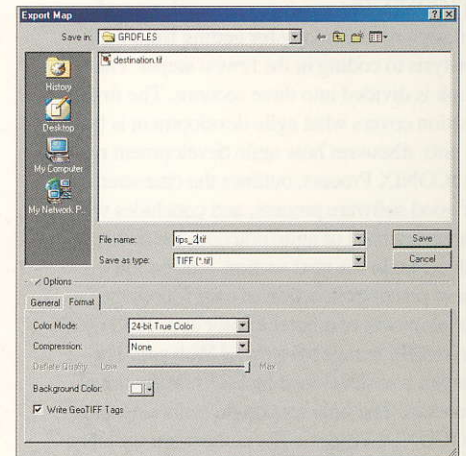 Export Map
Save in: GRDFLES
destination.tif
History
Desktop
My Computer
My Network P..
File name: tips_2.tif Save
Save as type: TIFF (*.tif) Cancel
Options
General Format
Color Mode: 24-bit True Color
Compression: None
Deflate Quality: Low Max
Background Color:
Write GeoTIFF Tags